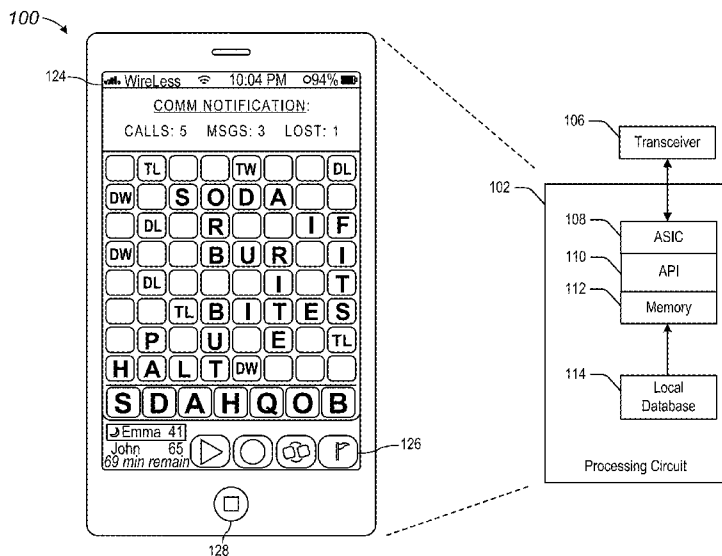 100
124
WireLess 10:04 PM 94%
COMM NOTIFICATION:
CALLS: 5 MSGS: 3 LOST: 1
TL TW DL
DW S O D A
DL R I F
DW B U R I
DL I T
TL B I T E S
P U E TL
H A L T DW
S D A H Q O B
Emma 41
John 65
69 min remain
126
128
106
Transceiver
102
108
ASIC
110
API
112
Memory
114
Local
Database
Processing Circuit